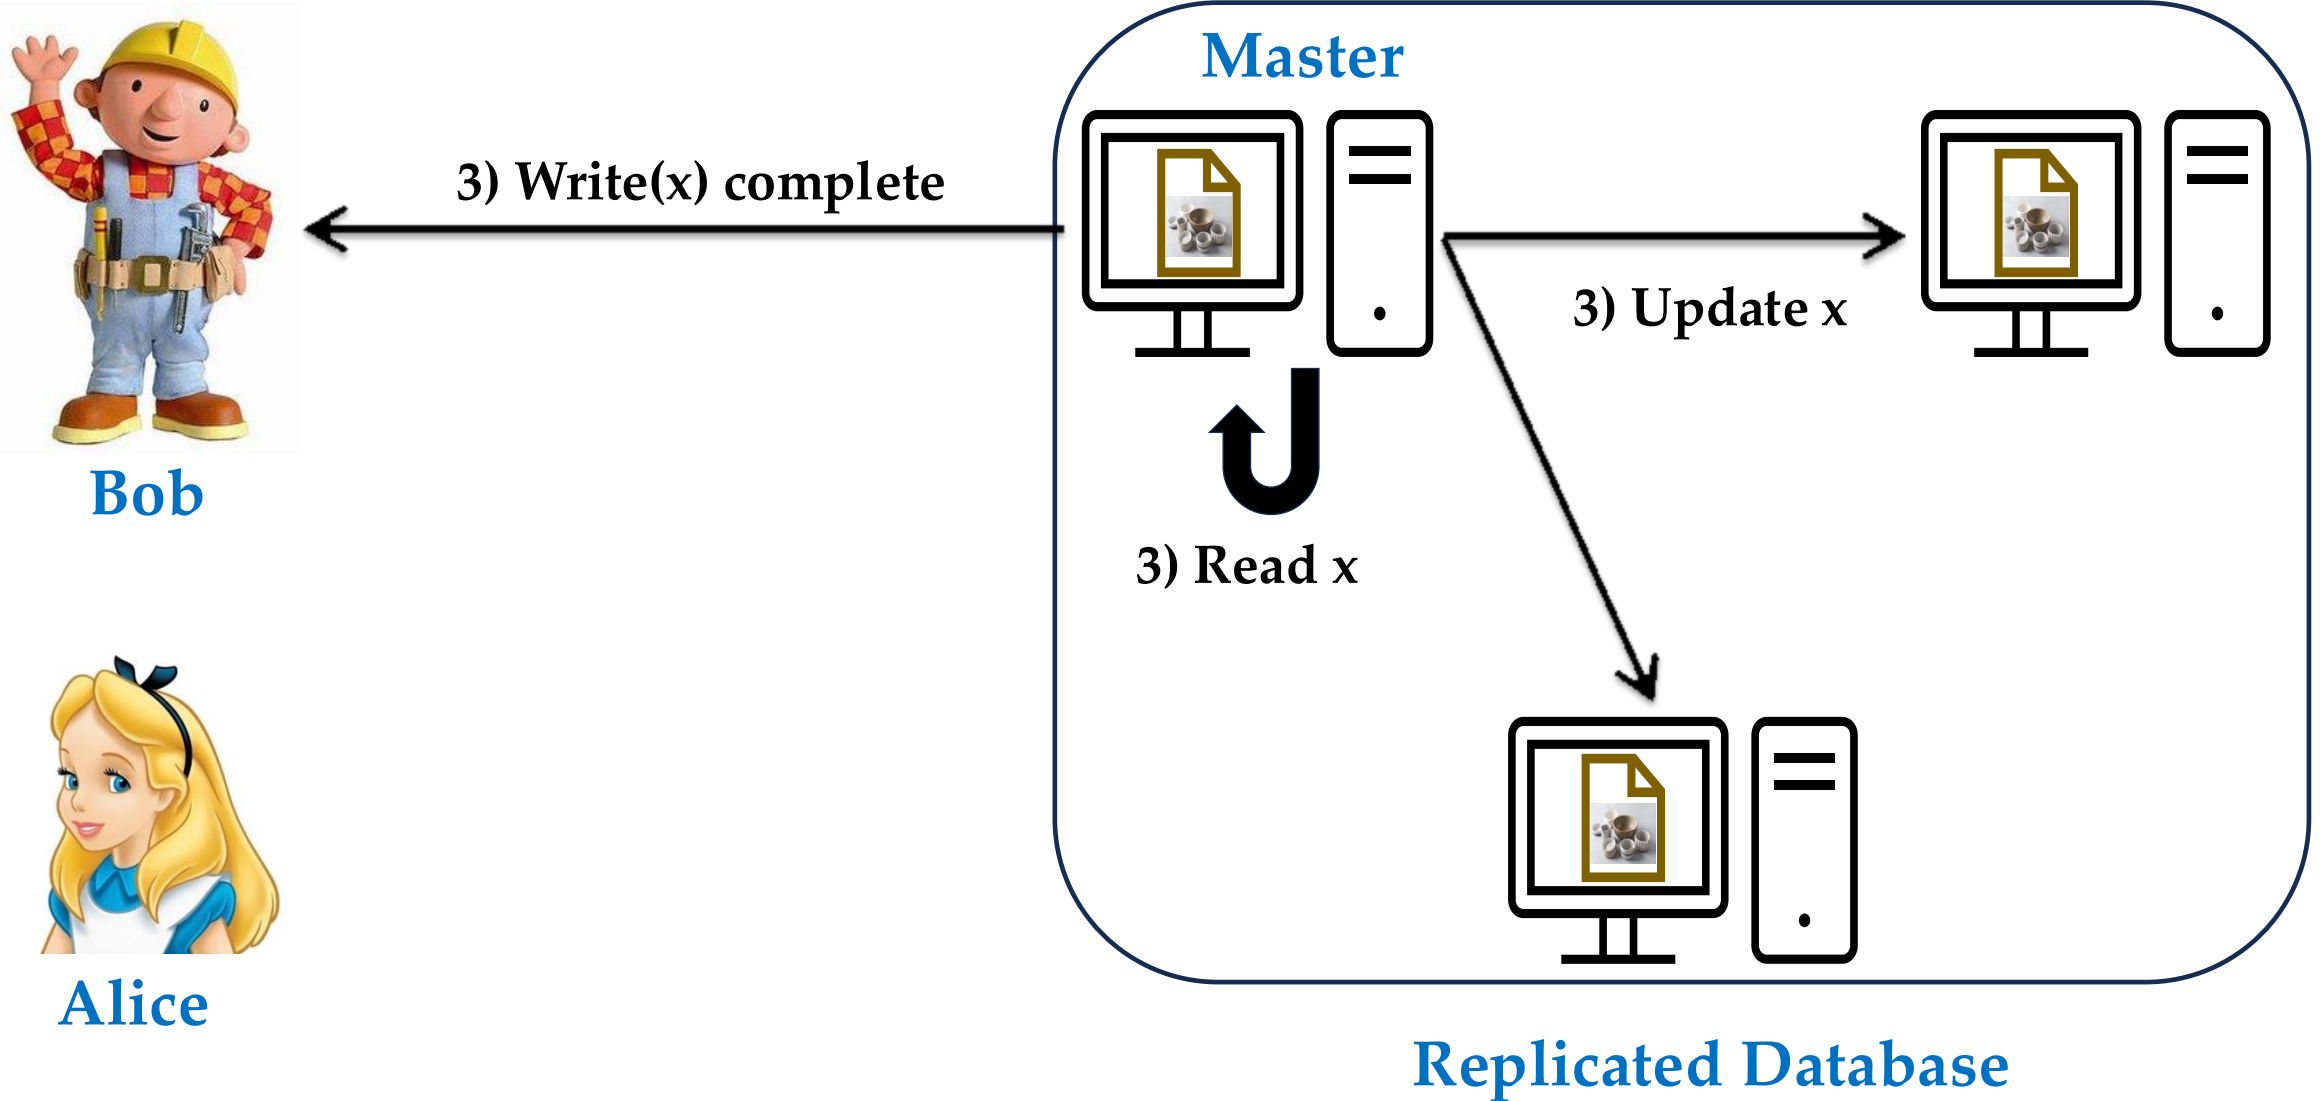 Master
3) Write(x) complete
3) Update x
Bob
3) Read x
Alice
Replicated Database